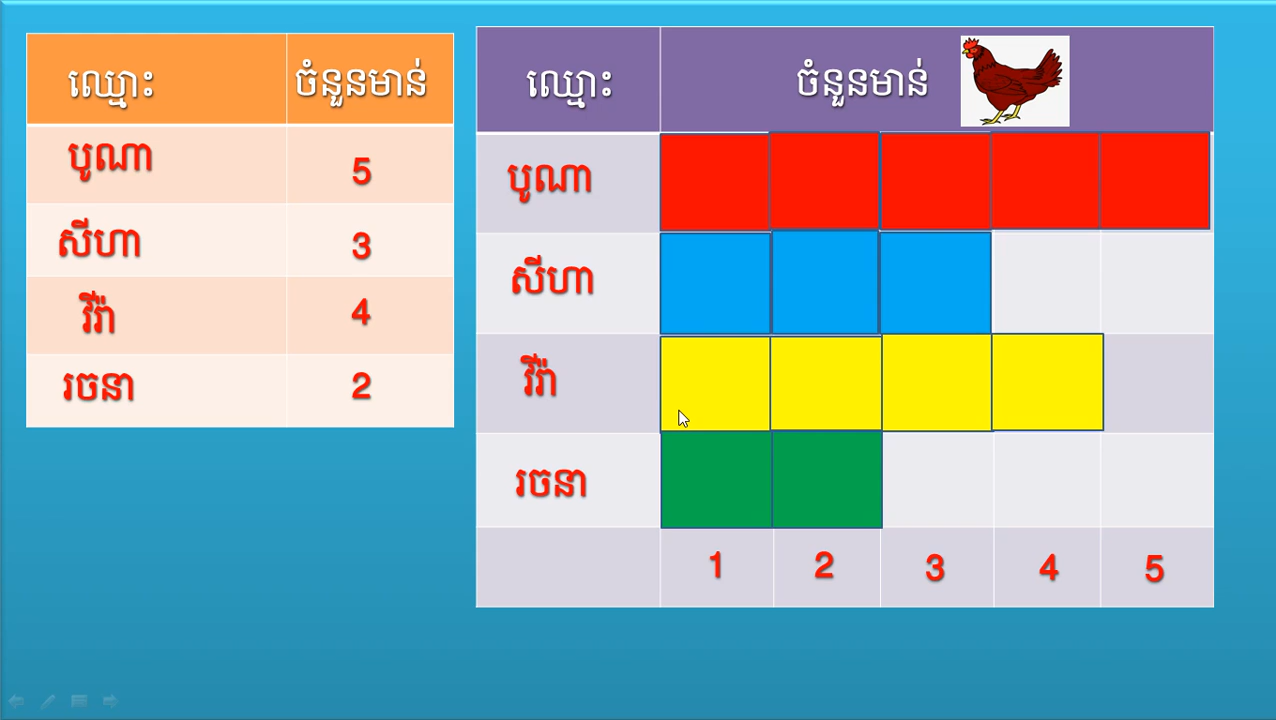 ឈ្មោះ ចំនួនមាន់
បូណា 5
សីហា 3
វីរ៉ា 4
រចនា 2
ឈ្មោះ ចំនួនមាន់
បូណា
សីហា
វីរ៉ា
រចនា
1 2 3 4 5